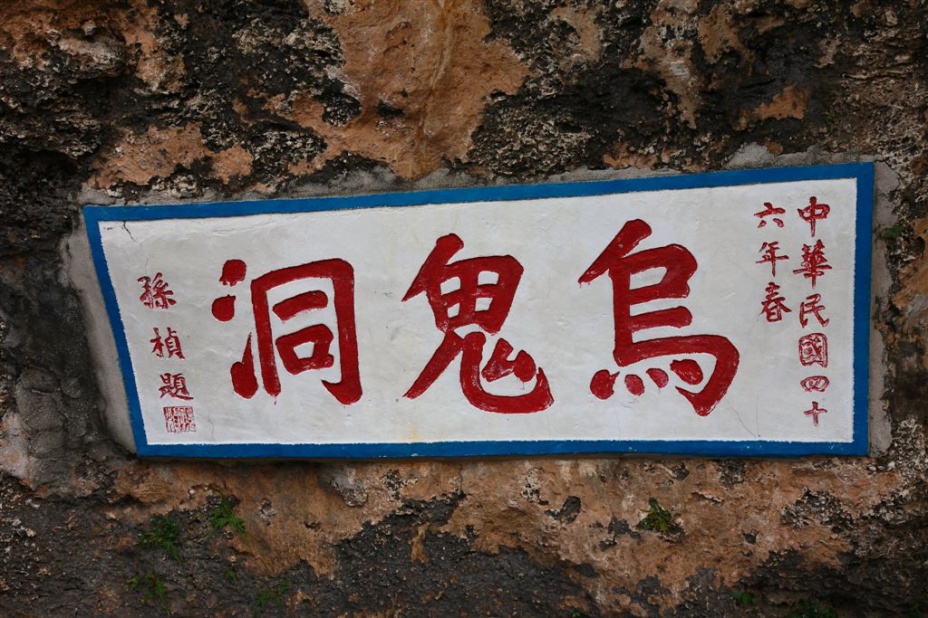 中華民國四十
六年春
烏鬼洞
孫楨題